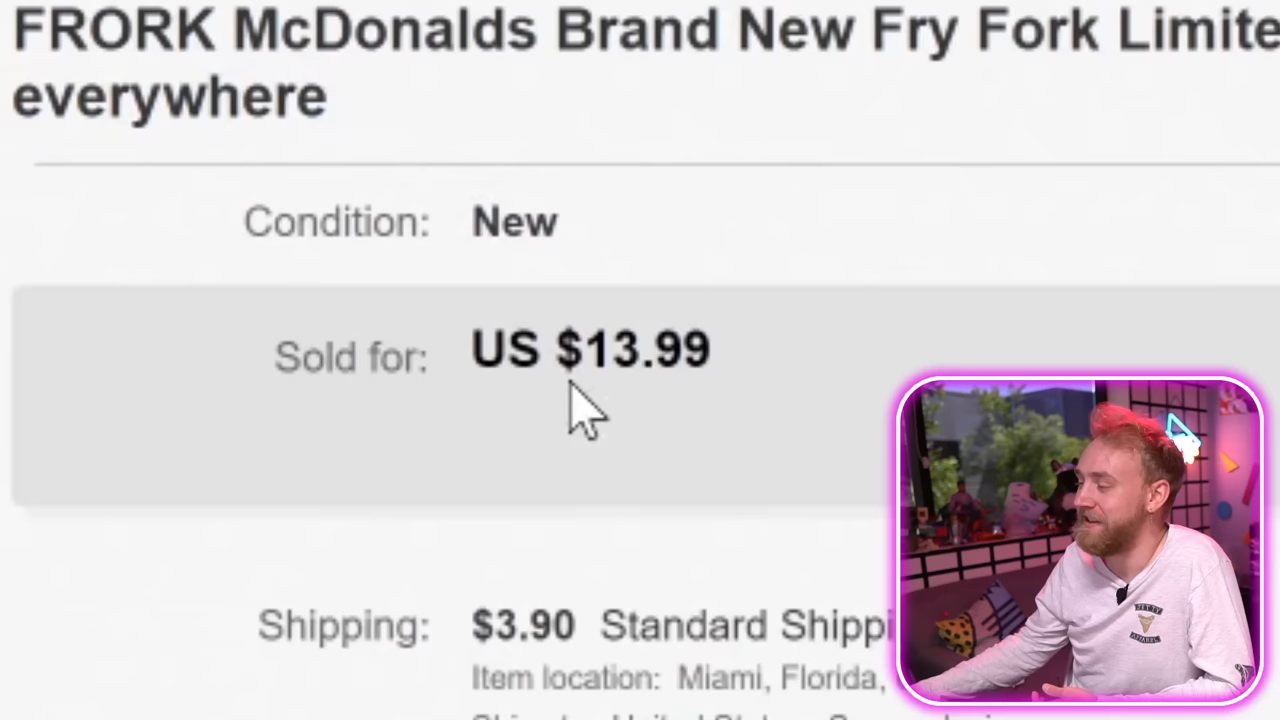 FRORK McDonalds Brand New Fry Fork Limite
everywhere
Condition: New
Sold for: US $13.99
Shipping: $3.90 Standard Shippi
Item location: Miami, Florida,